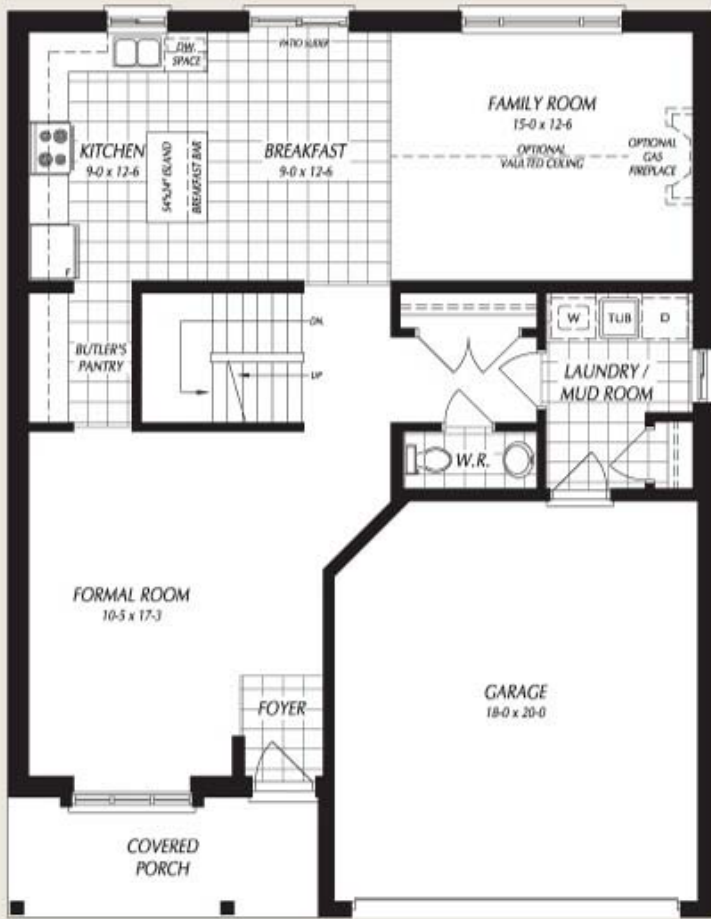 DW.
SPACE
PATIO SLIDER
FAMILY ROOM
15-0 x 12-6
OPTIONAL
VAULTED CEILING
OPTIONAL
GAS
FIREPLACE
KITCHEN
9-0 x 12-6
54"x24" ISLAND
BREAKFAST BAR
BREAKFAST
9-0 x 12-6
F
BUTLER'S
PANTRY
DN.
UP
W
TUB
D
LAUNDRY /
MUD ROOM
W.R.
FORMAL ROOM
10-5 x 17-3
FOYER
GARAGE
18-0 x 20-0
COVERED
PORCH